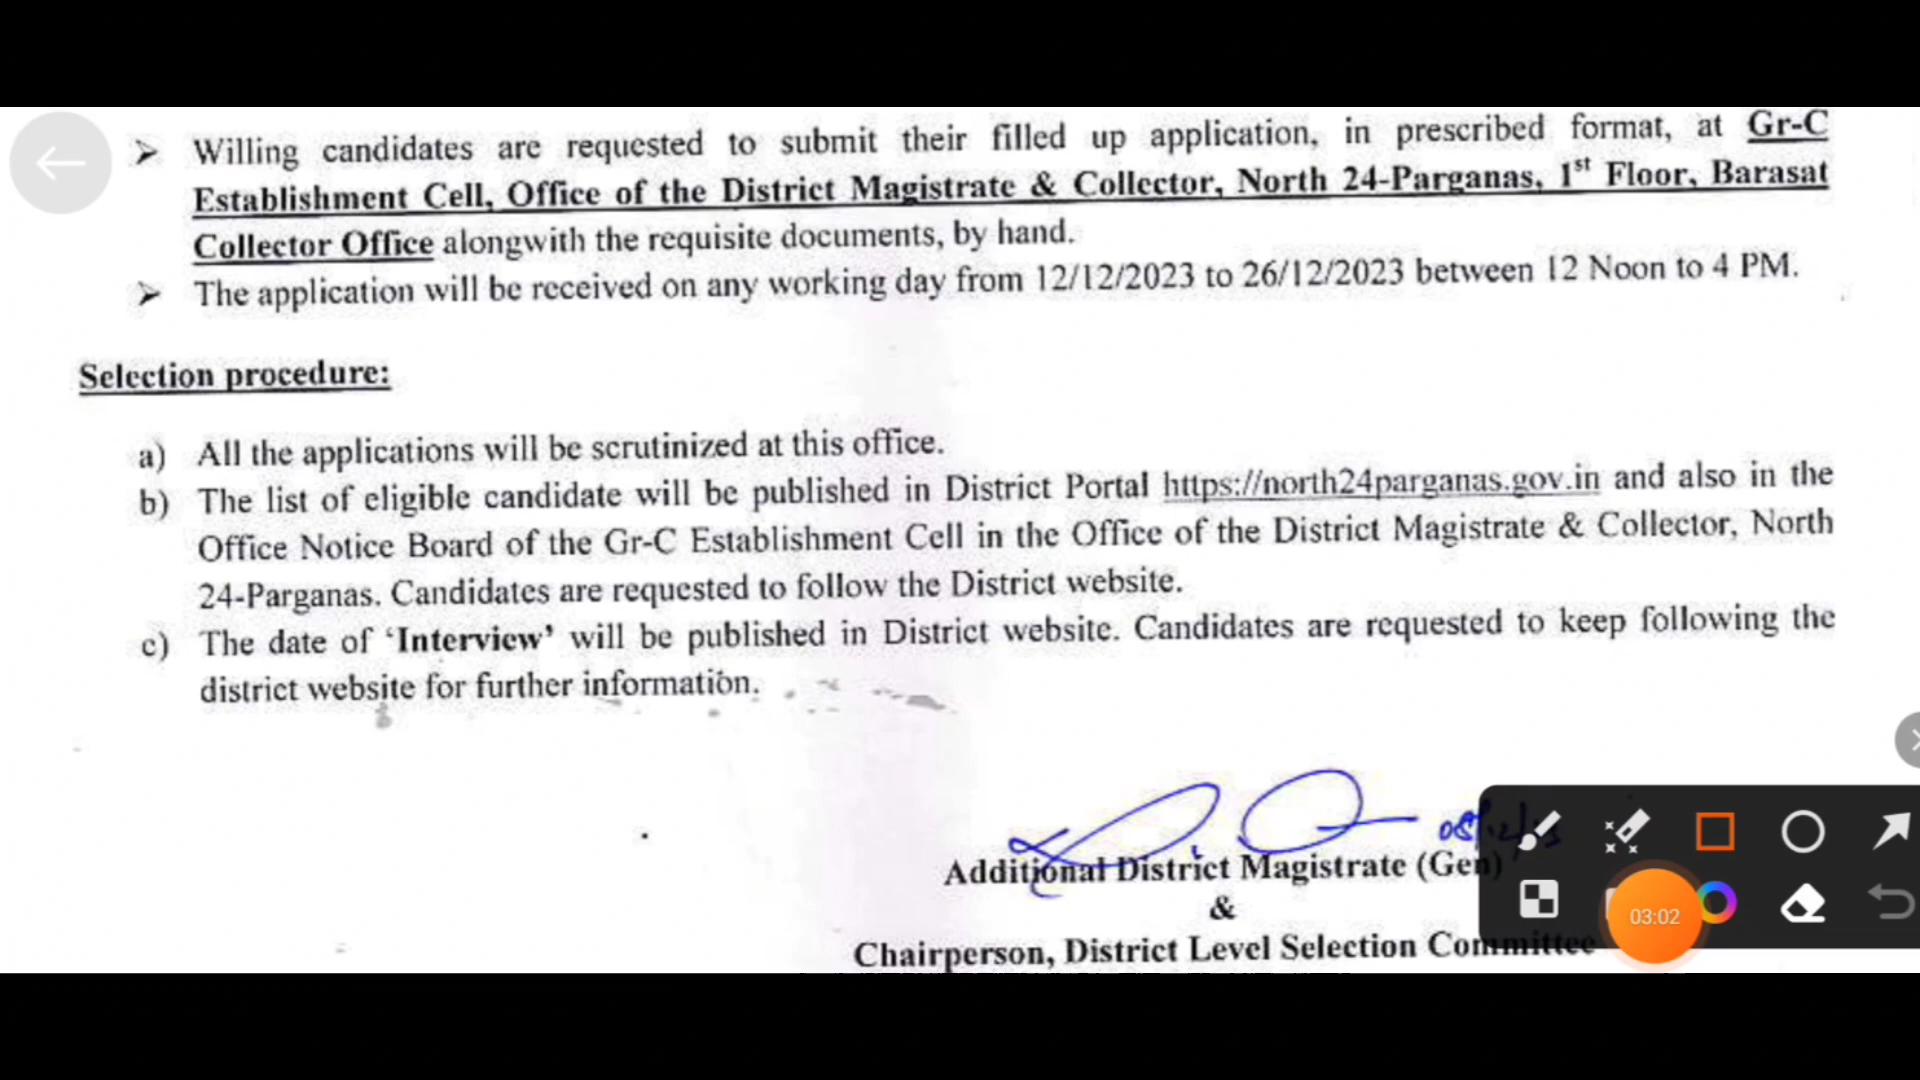 ➢ Willing candidates are requested to submit their filled up application, in prescribed format, at Gr-C
Establishment Cell, Office of the District Magistrate & Collector, North 24-Parganas, 1st Floor, Barasat
Collector Office alongwith the requisite documents, by hand.
➢ The application will be received on any working day from 12/12/2023 to 26/12/2023 between 12 Noon to 4 PM.
Selection procedure:
a) All the applications will be scrutinized at this office.
b) The list of eligible candidate will be published in District Portal https://north24parganas.gov.in and also in the
Office Notice Board of the Gr-C Establishment Cell in the Office of the District Magistrate & Collector, North
24-Parganas. Candidates are requested to follow the District website.
c) The date of ‘Interview’ will be published in District website. Candidates are requested to keep following the
district website for further information.
Additional District Magistrate (Gen)
&
Chairperson, District Level Selection Committee
03:02